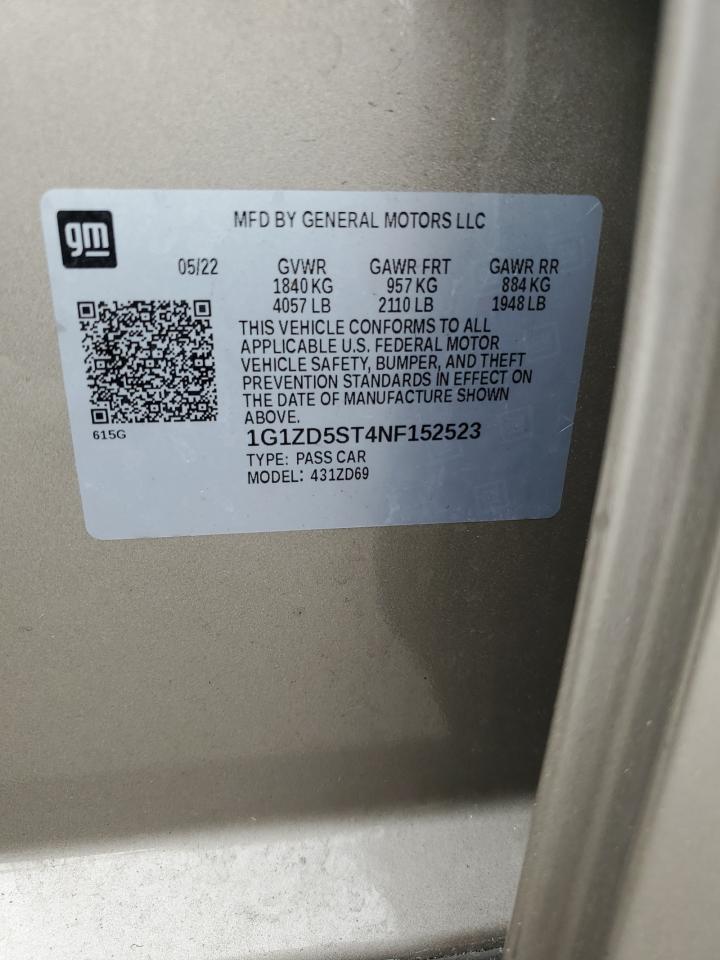 gm
MFD BY GENERAL MOTORS LLC
05/22 GVWR GAWR FRT GAWR RR
1840 KG 957 KG 884 KG
4057 LB 2110 LB 1948 LB
THIS VEHICLE CONFORMS TO ALL
APPLICABLE U.S. FEDERAL MOTOR
VEHICLE SAFETY, BUMPER, AND THEFT
PREVENTION STANDARDS IN EFFECT ON
THE DATE OF MANUFACTURE SHOWN
ABOVE.
615G
1G1ZD5ST4NF152523
TYPE: PASS CAR
MODEL: 431ZD69